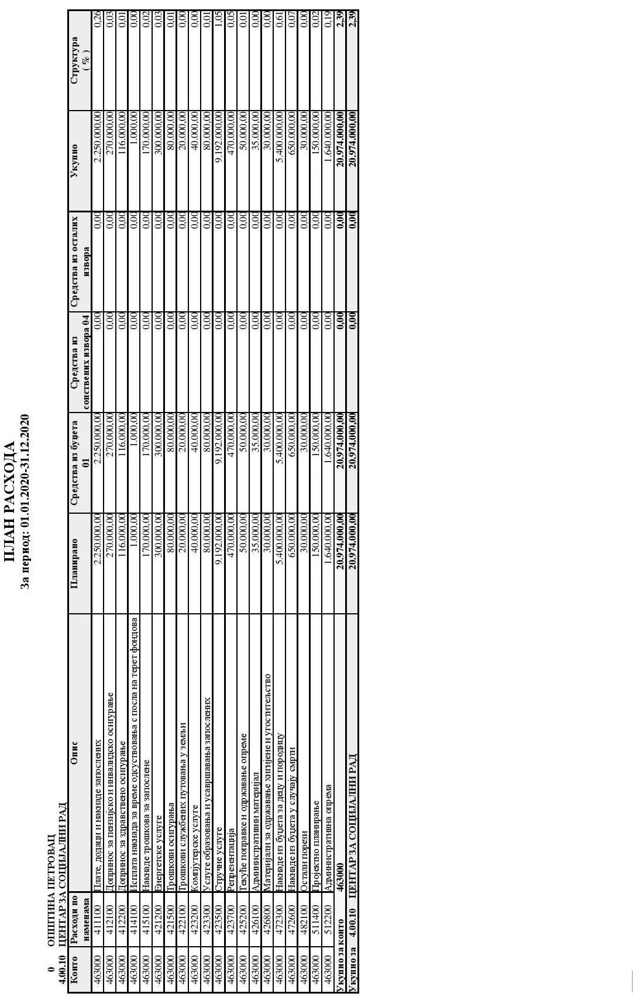 ПЛАН РАСХОДА
За период: 01.01.2020-31.12.2020
0 ОПШТИНА ПЕТРОВАЦ
4.00.10 ЦЕНТАР ЗА СОЦИЈАЛНИ РАД
Конто Расходи по наменама Опис Планирано Средства из буџета 01 Средства из сопствених извора 04 Средства из осталих извора Укупно Структура ( % )
463000 411100 Плате, додаци и накнаде запослених 2.250.000,00 2.250.000,00 0,00 0,00 2.250.000,00 0,26
463000 412100 Допринос за пензијско и инвалидско осигурање 270.000,00 270.000,00 0,00 0,00 270.000,00 0,03
463000 412200 Допринос за здравствено осигурање 116.000,00 116.000,00 0,00 0,00 116.000,00 0,01
463000 414100 Исплата накнада за време одсуствовања с посла на терет фондова 1.000,00 1.000,00 0,00 0,00 1.000,00 0,00
463000 415100 Накнаде трошкова за запослене 170.000,00 170.000,00 0,00 0,00 170.000,00 0,02
463000 421200 Енергетске услуге 300.000,00 300.000,00 0,00 0,00 300.000,00 0,03
463000 421500 Трошкови осигурања 80.000,00 80.000,00 0,00 0,00 80.000,00 0,01
463000 422100 Трошкови службених путовања у земљи 20.000,00 20.000,00 0,00 0,00 20.000,00 0,00
463000 423200 Компјутерске услуге 40.000,00 40.000,00 0,00 0,00 40.000,00 0,00
463000 423300 Услуге образовања и усавршавања запослених 80.000,00 80.000,00 0,00 0,00 80.000,00 0,01
463000 423500 Стручне услуге 9.192.000,00 9.192.000,00 0,00 0,00 9.192.000,00 1,05
463000 423700 Репрезентација 470.000,00 470.000,00 0,00 0,00 470.000,00 0,05
463000 425200 Текуће поправке и одржавање опреме 50.000,00 50.000,00 0,00 0,00 50.000,00 0,01
463000 426100 Административни материјал 35.000,00 35.000,00 0,00 0,00 35.000,00 0,00
463000 426800 Материјали за одржавање хигијене и угоститељство 30.000,00 30.000,00 0,00 0,00 30.000,00 0,00
463000 472300 Накнаде из буџета за децу и породицу 5.400.000,00 5.400.000,00 0,00 0,00 5.400.000,00 0,61
463000 472600 Накнаде из буџета у случају смрти 650.000,00 650.000,00 0,00 0,00 650.000,00 0,07
463000 482100 Остали порези 30.000,00 30.000,00 0,00 0,00 30.000,00 0,00
463000 511400 Пројектно планирање 150.000,00 150.000,00 0,00 0,00 150.000,00 0,02
463000 512200 Административна опрема 1.640.000,00 1.640.000,00 0,00 0,00 1.640.000,00 0,19
Укупно за конто 463000 20.974.000,00 20.974.000,00 0,00 0,00 20.974.000,00 2,39
Укупно за 4.00.10 ЦЕНТАР ЗА СОЦИЈАЛНИ РАД 20.974.000,00 20.974.000,00 0,00 0,00 20.974.000,00 2,39